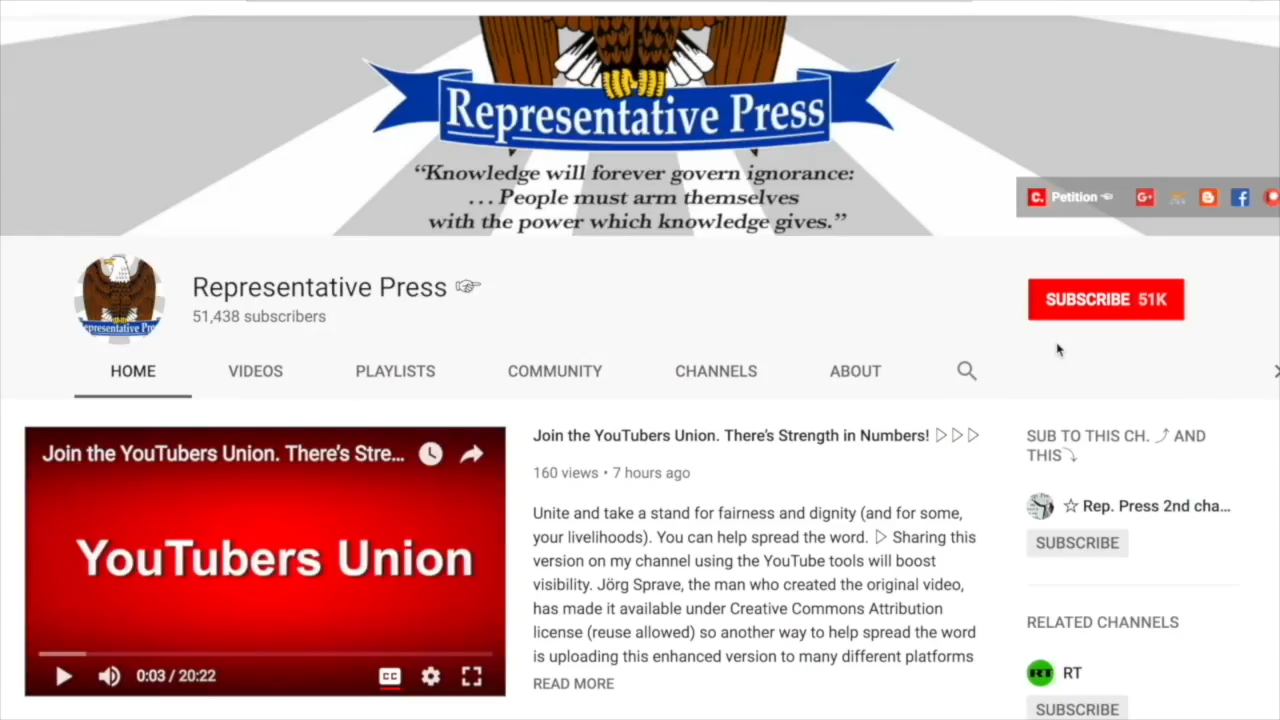 Representative Press
“Knowledge will forever govern ignorance:
... People must arm themselves
with the power which knowledge gives.”
C. Petition
G+
f
Representative Press
51,438 subscribers
SUBSCRIBE 51K
HOME
VIDEOS
PLAYLISTS
COMMUNITY
CHANNELS
ABOUT
Join the YouTubers Union. There’s Stre...
YouTubers Union
0:03 / 20:22
CC
Join the YouTubers Union. There’s Strength in Numbers! ▷▷▷
160 views • 7 hours ago
Unite and take a stand for fairness and dignity (and for some,
your livelihoods). You can help spread the word. ▷ Sharing this
version on my channel using the YouTube tools will boost
visibility. Jörg Sprave, the man who created the original video,
has made it available under Creative Commons Attribution
license (reuse allowed) so another way to help spread the word
is uploading this enhanced version to many different platforms
READ MORE
SUB TO THIS CH. ⤴ AND
THIS⤵
☆ Rep. Press 2nd cha...
SUBSCRIBE
RELATED CHANNELS
RT
RT
SUBSCRIBE